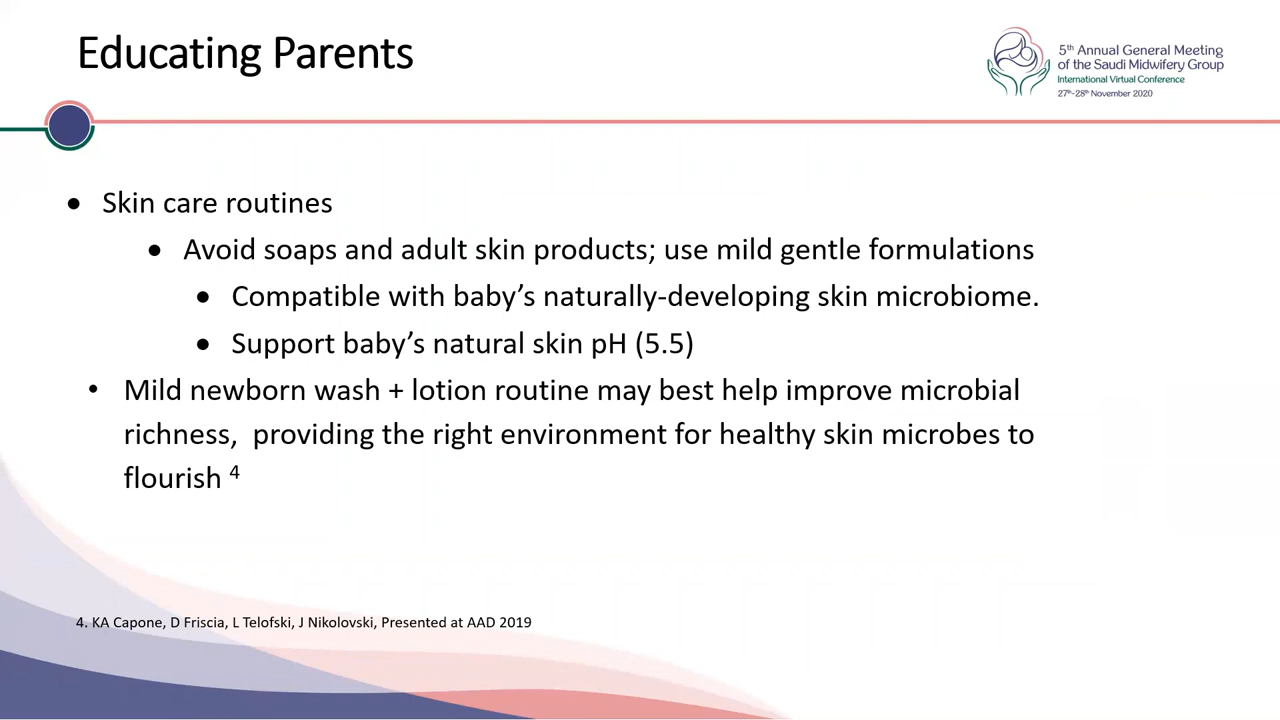 Educating Parents
5th Annual General Meeting
of the Saudi Midwifery Group
International Virtual Conference
27th-28th November 2020
• Skin care routines
• Avoid soaps and adult skin products; use mild gentle formulations
• Compatible with baby’s naturally-developing skin microbiome.
• Support baby’s natural skin pH (5.5)
• Mild newborn wash + lotion routine may best help improve microbial
richness, providing the right environment for healthy skin microbes to
flourish 4
4. KA Capone, D Friscia, L Telofski, J Nikolovski, Presented at AAD 2019